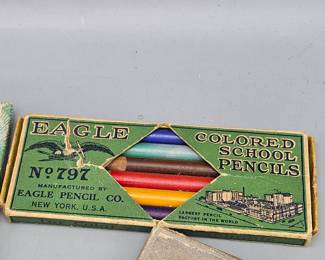 EAGLE
Nº 797
MANUFACTURED BY
EAGLE PENCIL CO.
NEW YORK, U.S.A.
COLORED
SCHOOL
PENCILS
LARGEST PENCIL
FACTORY IN THE WORLD